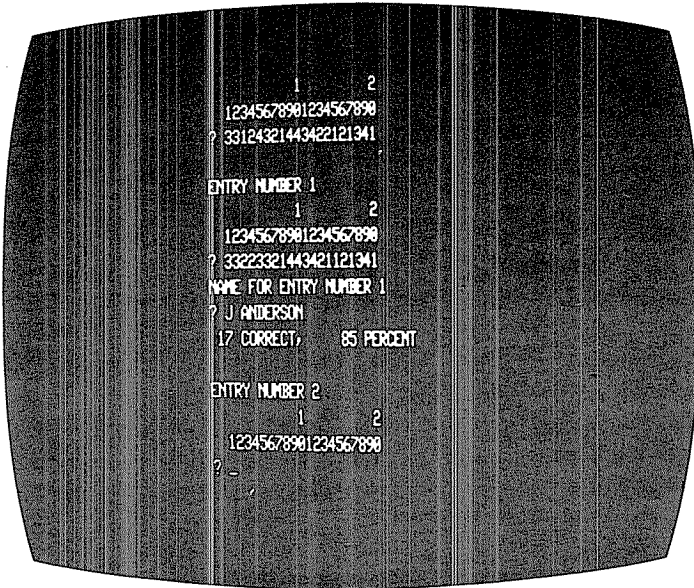 1 2
12345678901234567890
? 33124321443422121341
ENTRY NUMBER 1
1 2
12345678901234567890
? 33223321443421121341
NAME FOR ENTRY NUMBER 1
? J ANDERSON
17 CORRECT, 85 PERCENT
ENTRY NUMBER 2
1 2
12345678901234567890
? _